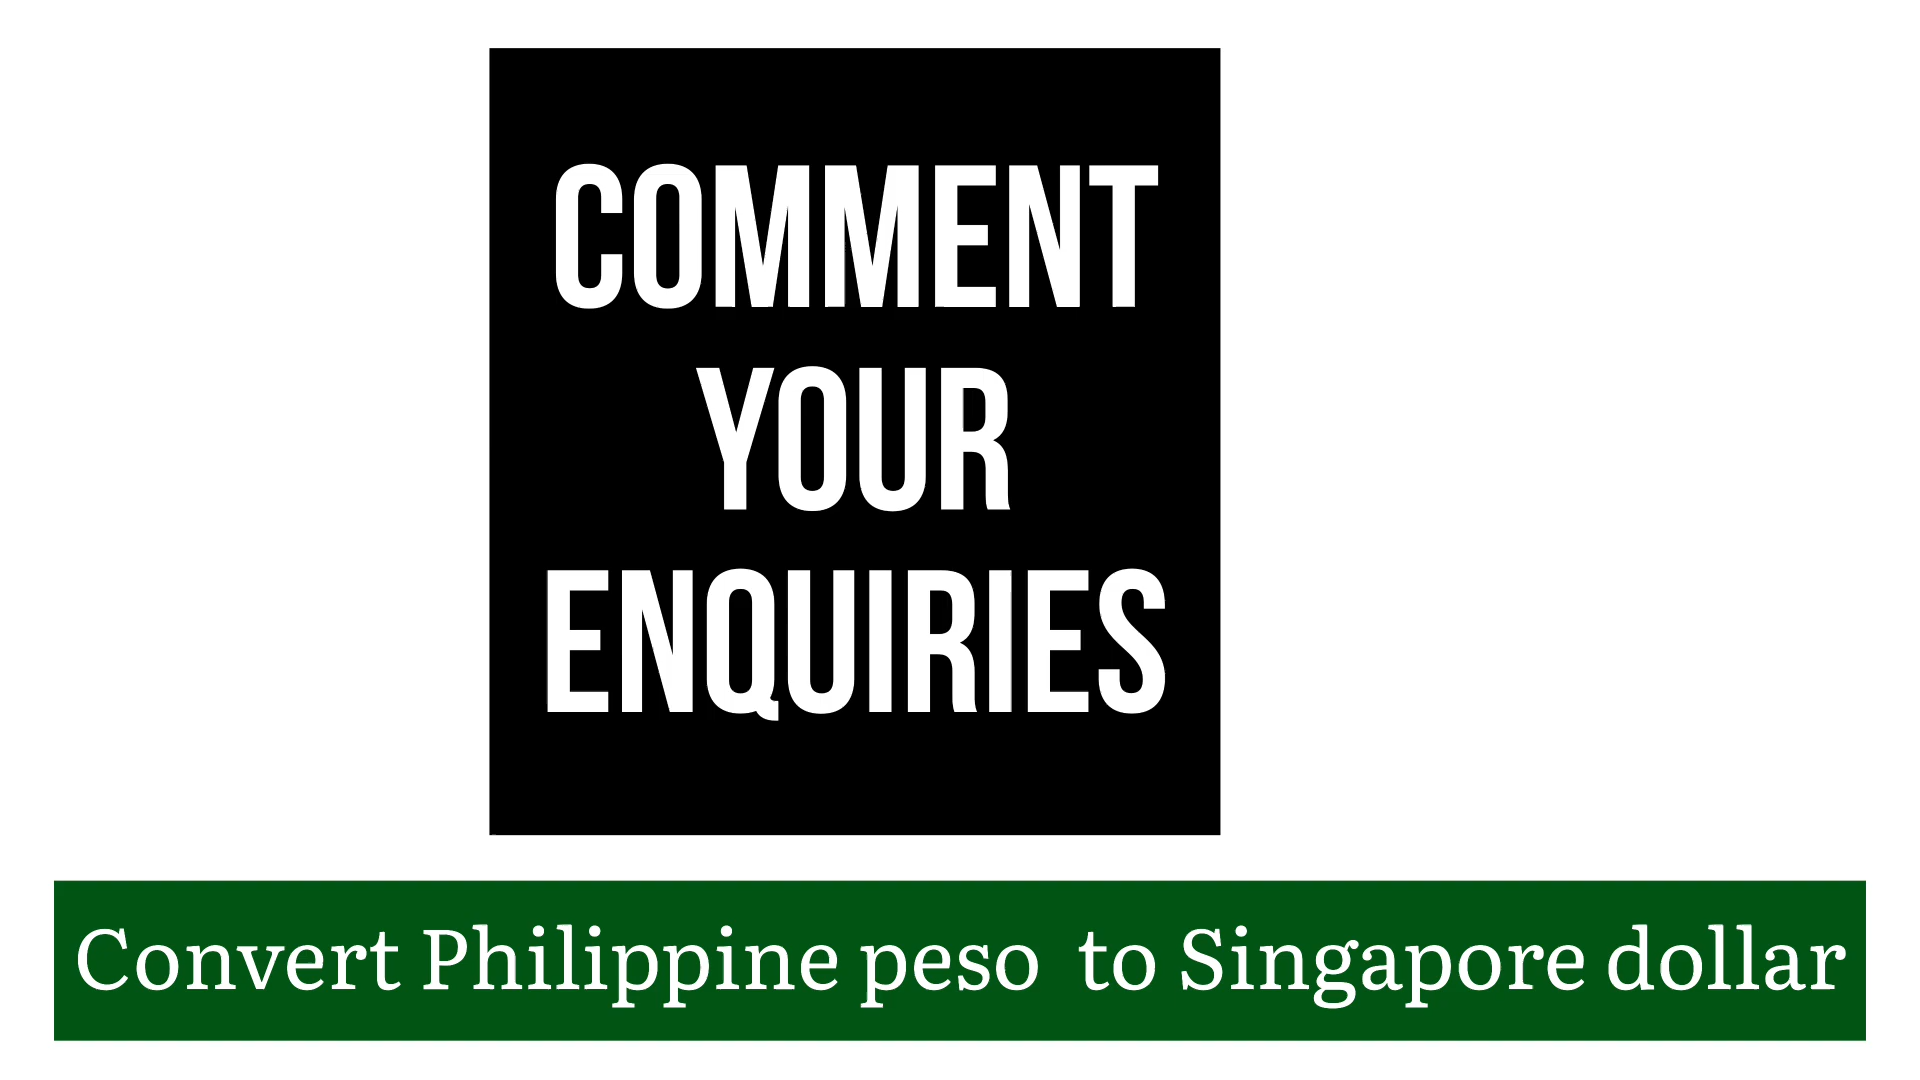 COMMENT
YOUR
ENQUIRIES
Convert Philippine peso to Singapore dollar